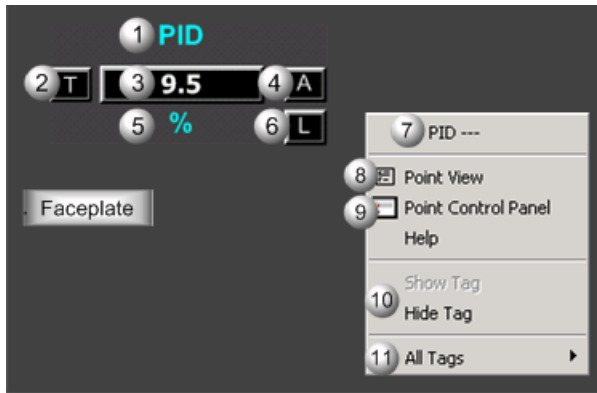 1 PID
2 T 3 9.5 4 A
5 % 6 L
7 PID ---
8 Point View
Faceplate
9 Point Control Panel
Help
Show Tag
10
Hide Tag
11 All Tags